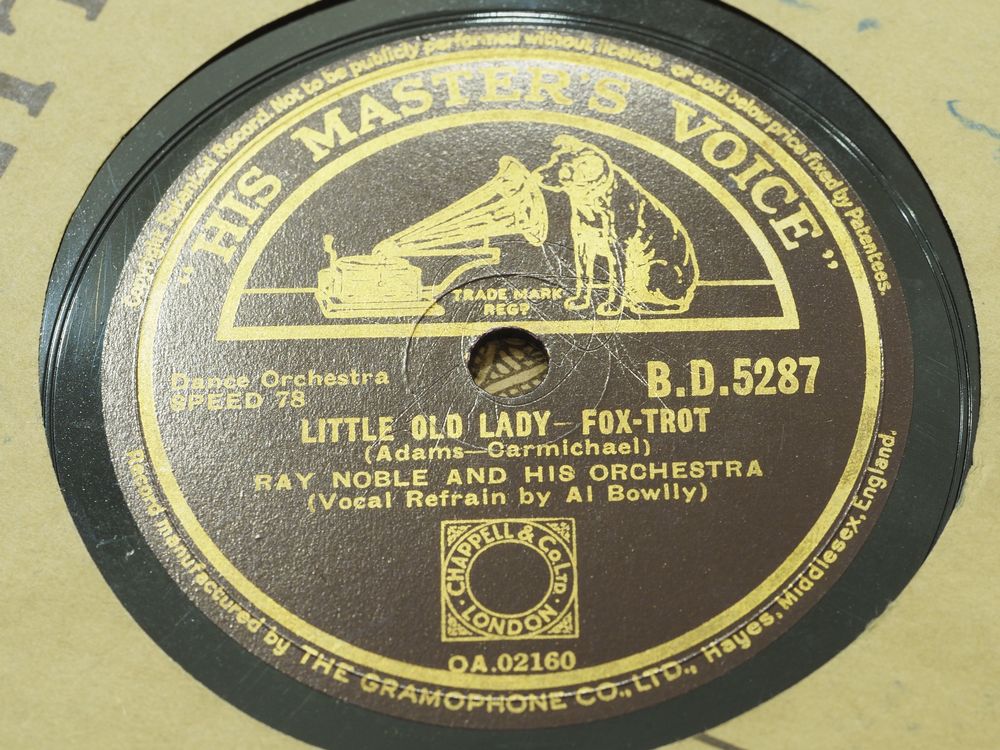 Copyright Identical Record. Not to be publicly performed without licence, or sold below price fixed by Patentees.
"HIS MASTER'S VOICE"
TRADE MARK
REGD
Dance Orchestra
SPEED 78
B.D.5287
LITTLE OLD LADY—FOX-TROT
(Adams—Carmichael)
RAY NOBLE AND HIS ORCHESTRA
(Vocal Refrain by Al Bowlly)
CHAPPELL & CO. LTD.
LONDON
OA.02160
Record manufactured by THE GRAMOPHONE CO., LTD., Hayes, Middlesex, England.